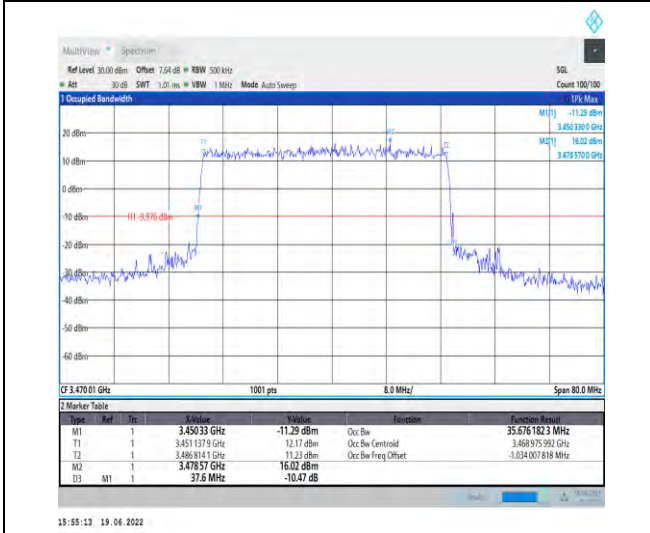 MultiView Spectrum
Ref Level 30.00 dBm Offset 7.64 dB RBW 500 kHz SGL
Att 30 dB SWT 1.01 ms VBW 1 MHz Mode Auto Sweep Count 100/100
1 Occupied Bandwidth 1Pk Max
M1[1] -11.29 dBm
3.450 330 0 GHz
M2[1] 16.02 dBm
3.478 570 0 GHz
20 dBm
T1 M2 T2
10 dBm
0 dBm
M1
-10 dBm H1 -9.976 dBm
-20 dBm
-30 dBm
-40 dBm
-50 dBm
-60 dBm
CF 3.470 01 GHz 1001 pts 8.0 MHz/ Span 80.0 MHz
2 Marker Table
Type Ref Trc X-Value Y-Value Function Function Result
M1 1 3.450 33 GHz -11.29 dBm Occ Bw 35.676 182 3 MHz
T1 1 3.451 137 9 GHz 12.17 dBm Occ Bw Centroid 3.468 975 992 GHz
T2 1 3.486 814 1 GHz 11.23 dBm Occ Bw Freq Offset -1.034 007 818 MHz
M2 1 3.478 57 GHz 16.02 dBm
D3 M1 1 37.6 MHz -10.47 dB
15:55:13 19.06.2022